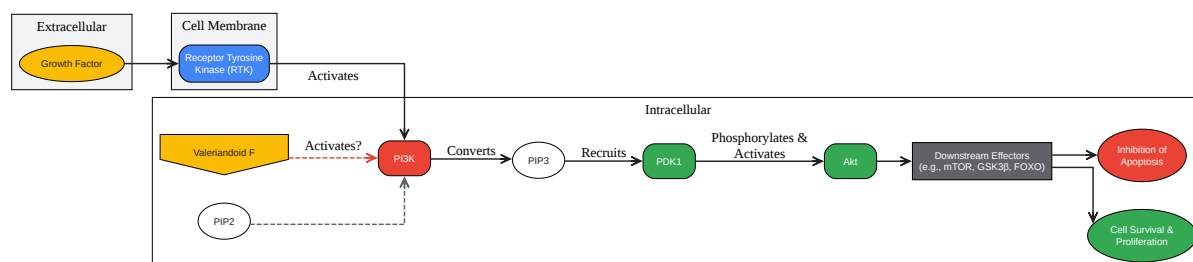 Extracellular
Growth Factor
Cell Membrane
Receptor Tyrosine
Kinase (RTK)
Activates
Intracellular
Valeriandoid F
Activates?
PI3K
Converts
PIP3
Recruits
PDK1
Phosphorylates &
Activates
Akt
Downstream Effectors
(e.g., mTOR, GSK3β, FOXO)
Inhibition of
Apoptosis
PIP2
Cell Survival &
Proliferation